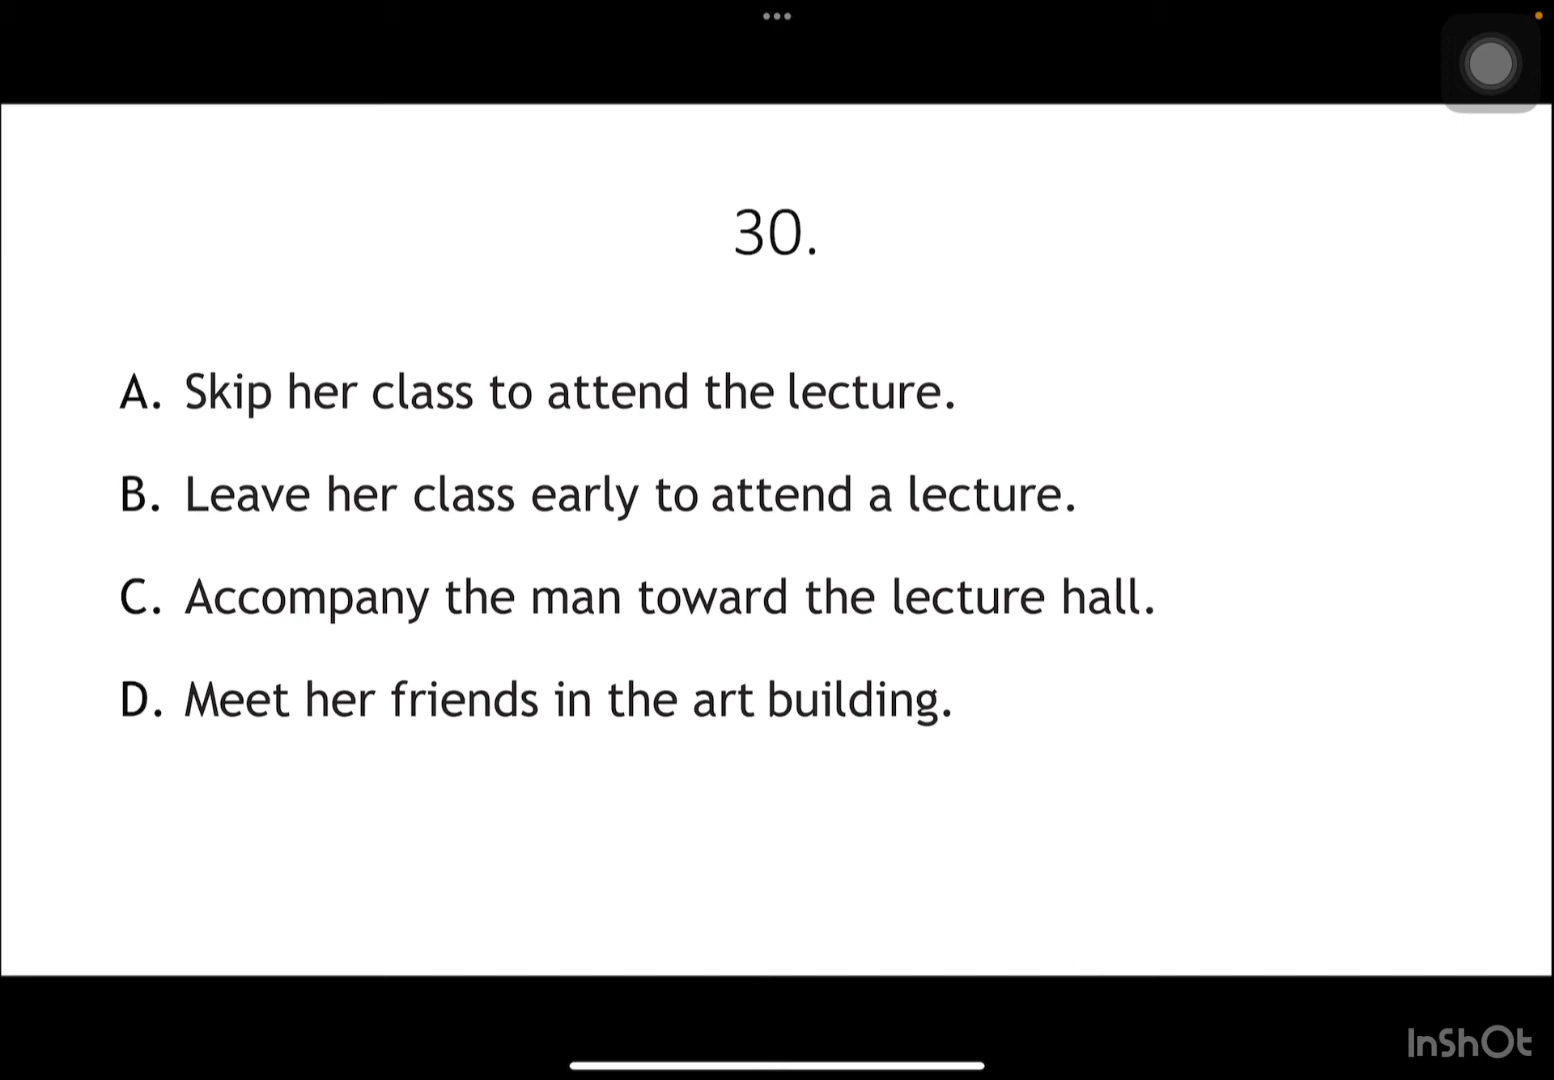 30.
A. Skip her class to attend the lecture.
B. Leave her class early to attend a lecture.
C. Accompany the man toward the lecture hall.
D. Meet her friends in the art building.
InShOt